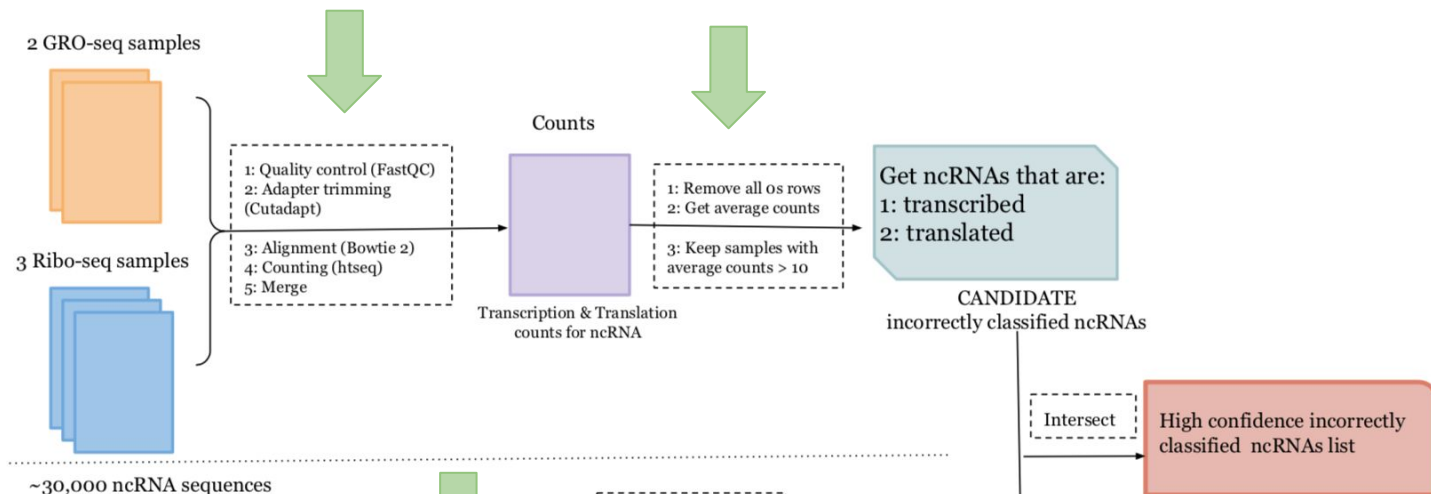 2 GRO-seq samples
3 Ribo-seq samples
1: Quality control (FastQC)
2: Adapter trimming
(Cutadapt)
3: Alignment (Bowtie 2)
4: Counting (htseq)
5: Merge
Counts
Transcription & Translation
counts for ncRNA
1: Remove all 0s rows
2: Get average counts
3: Keep samples with
average counts > 10
Get ncRNAs that are:
1: transcribed
2: translated
CANDIDATE
incorrectly classified ncRNAs
Intersect
High confidence incorrectly
classified ncRNAs list
~30,000 ncRNA sequences